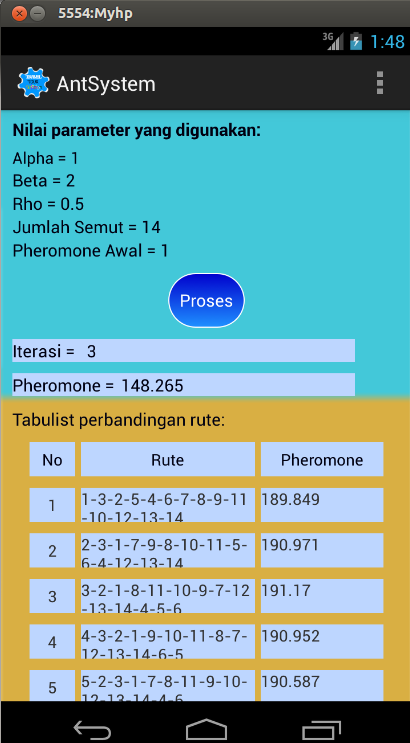 5554:Myhp
3G 1:48
AntSystem
Nilai parameter yang digunakan:
Alpha = 1
Beta = 2
Rho = 0.5
Jumlah Semut = 14
Pheromone Awal = 1
Proses
Iterasi = 3
Pheromone = 148.265
Tabulist perbandingan rute:
No Rute Pheromone
1 1-3-2-5-4-6-7-8-9-11 189.849
-10-12-13-14
2 2-3-1-7-9-8-10-11-5- 190.971
6-4-12-13-14
3 3-2-1-8-11-10-9-7-12 191.17
-13-14-4-5-6
4 4-3-2-1-9-10-11-8-7- 190.952
12-13-14-6-5
5 5-2-3-1-7-8-11-9-10- 190.587
12-13-14-4-6